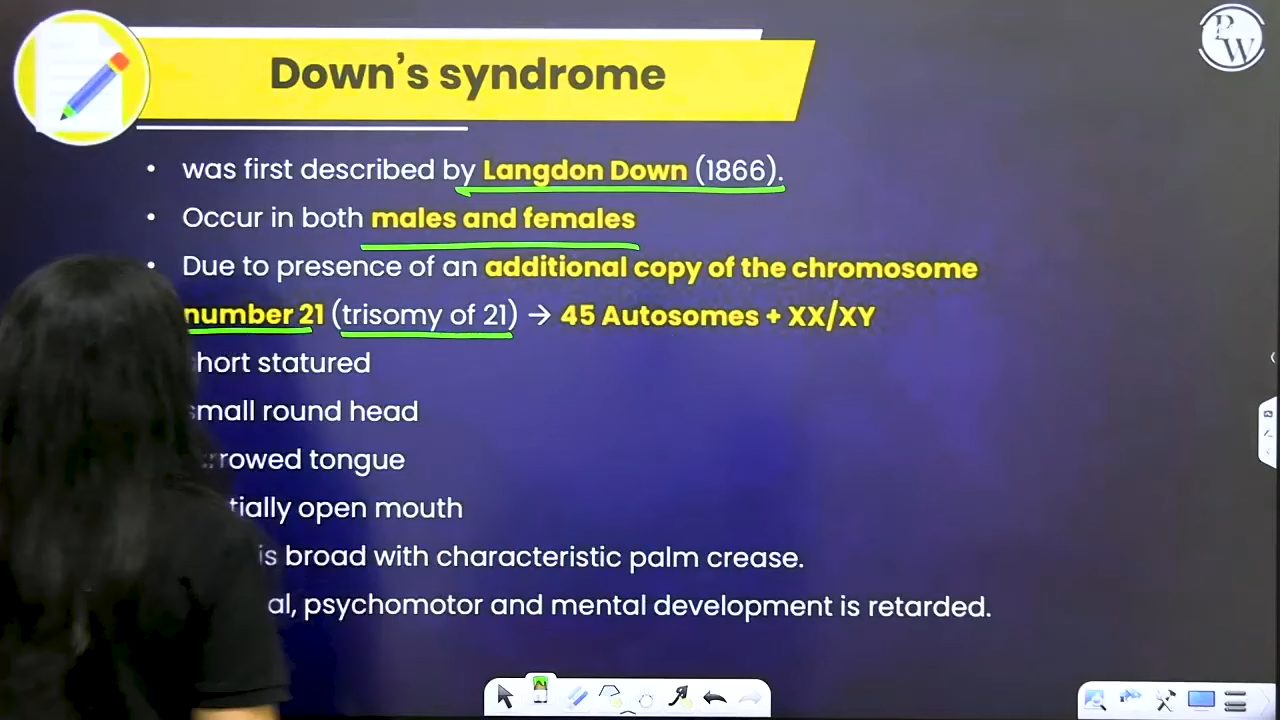 Down's syndrome
PW
• was first described by Langdon Down (1866).
• Occur in both males and females
• Due to presence of an additional copy of the chromosome
number 21 (trisomy of 21) → 45 Autosomes + XX/XY
hort statured
small round head
rrowed tongue
tially open mouth
is broad with characteristic palm crease.
al, psychomotor and mental development is retarded.